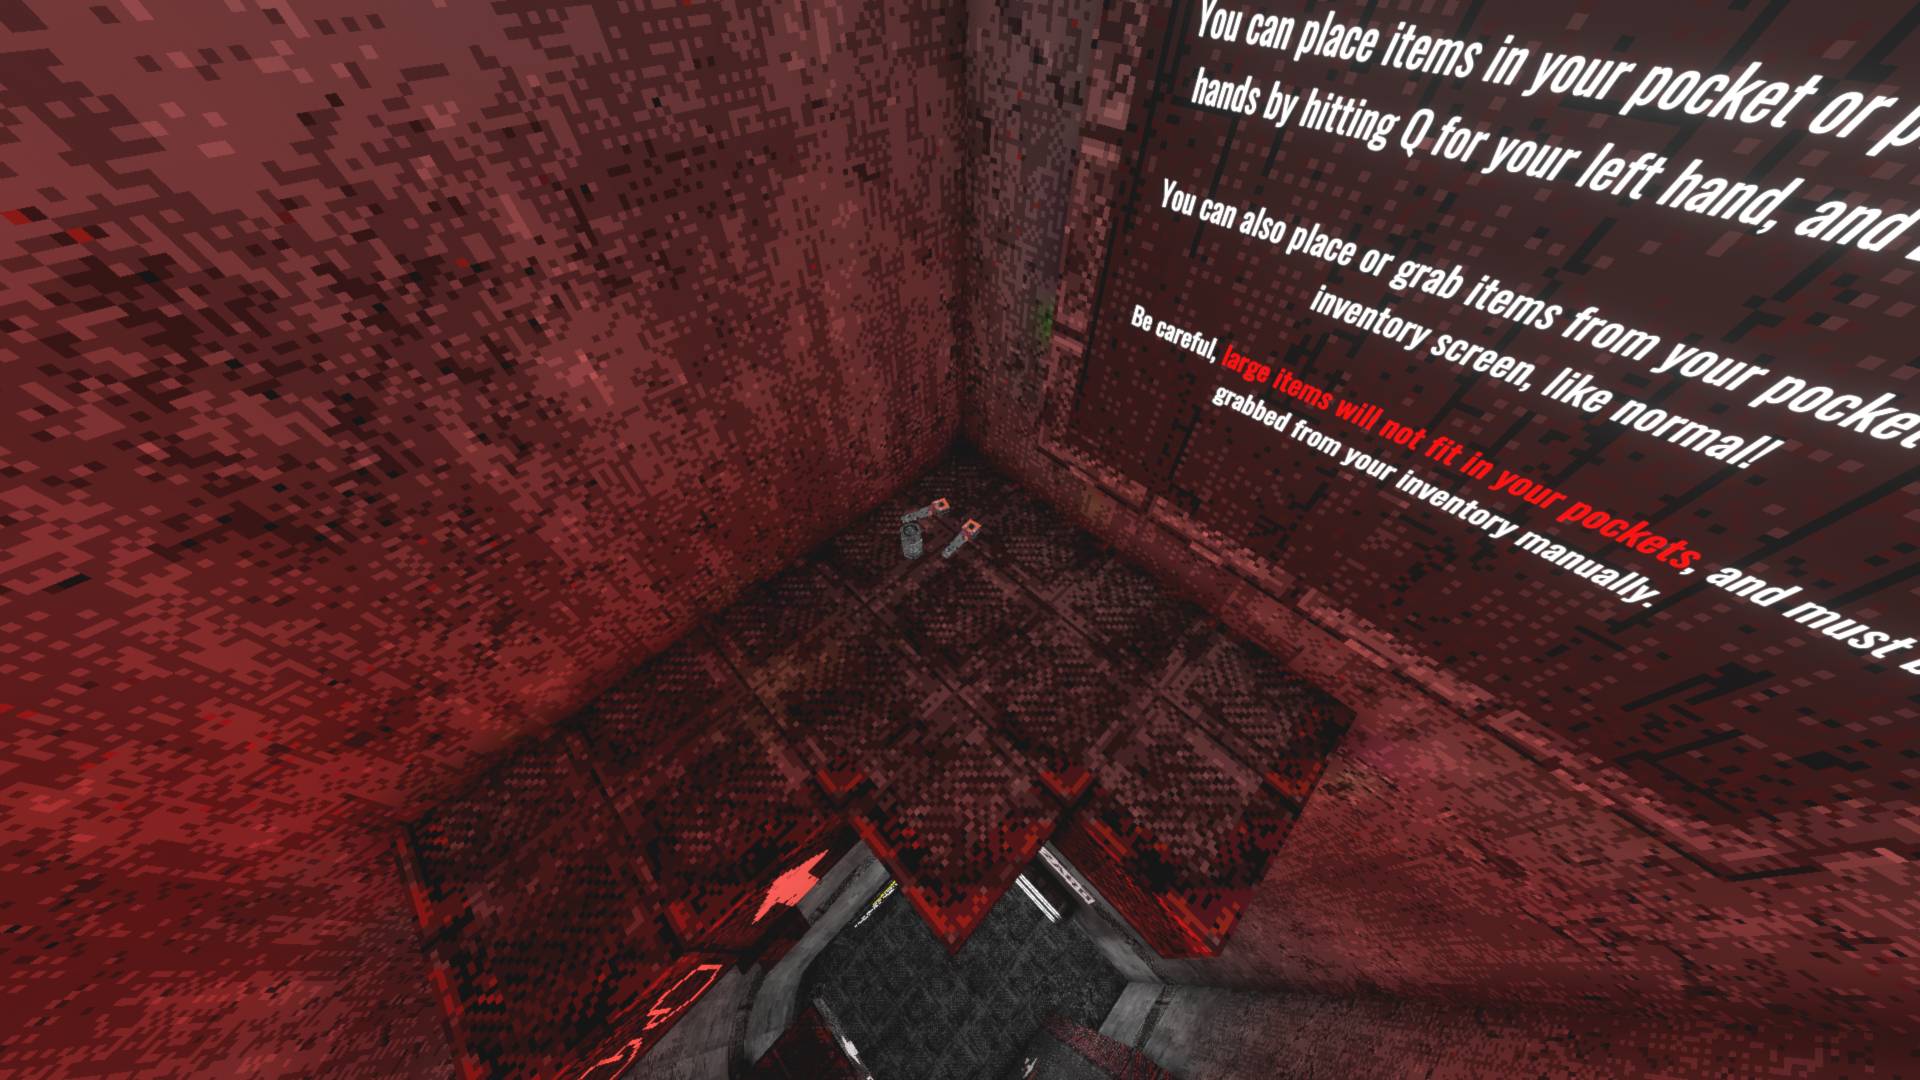 You can place items in your pocket or
hands by hitting Q for your left hand, and
You can also place or grab items from your pocket
inventory screen, like normal!
Be careful, large items will not fit in your pockets, and must
grabbed from your inventory manually.